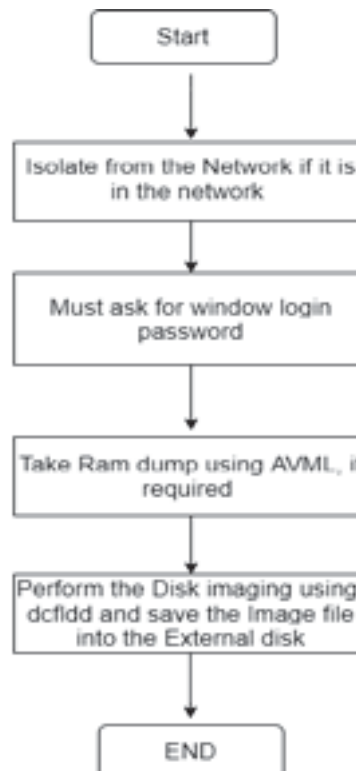 Start
Isolate from the Network if it is
in the network
Must ask for window login
password
Take Ram dump using AVML, i
required
Perform the Disk imaging using
dcfldd and save the Image file
into the External disk
END